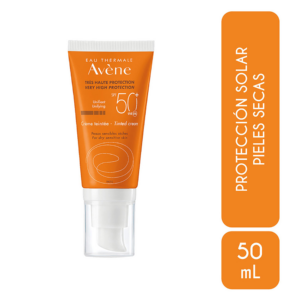 EAU THERMALE
Avène
TRÈS HAUTE PROTECTION
VERY HIGH PROTECTION
SPF 50+
Crème teintée - Tinted cream
PROTECCIÓN SOLAR
PIELES SECAS
50
mL